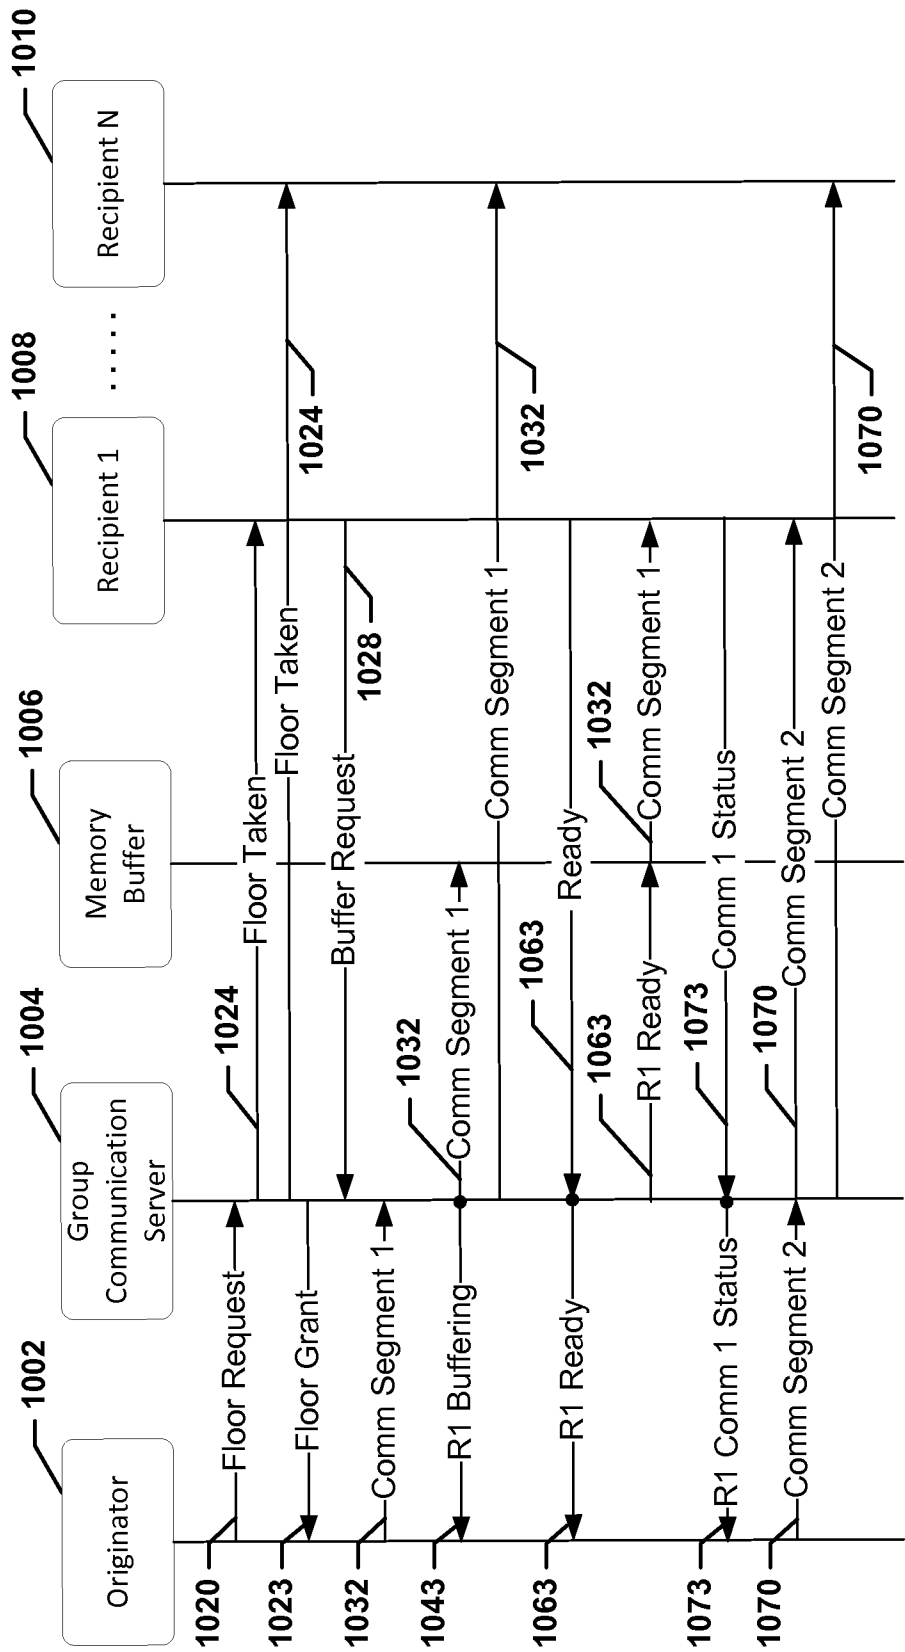 1002
1004
1006
1008
1010
Originator
Group
Communication
Server
Memory
Buffer
Recipient 1
.....
Recipient N
1020
Floor Request
1024
Floor Taken
Floor Taken
1024
1023
Floor Grant
Buffer Request
1028
1032
Comm Segment 1
1043
R1 Buffering
1032
Comm Segment 1
Comm Segment 1
1032
1063
R1 Ready
1063
Ready
1063
R1 Ready
1032
Comm Segment 1
1073
R1 Comm 1 Status
1073
Comm 1 Status
1070
Comm Segment 2
1070
Comm Segment 2
Comm Segment 2
1070